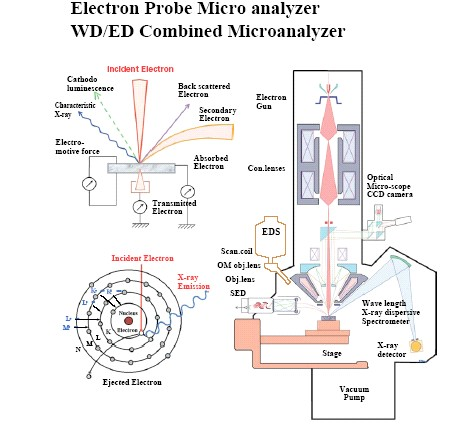 Electron Probe Micro analyzer
WD/ED Combined Microanalyzer
Incident Electron
Cathodo
luminescence
Back scattered
Electron
Characteristic
X-ray
Secondary
Electron
Electro-
motive force
Absorbed
Electron
Transmitted
Electron
Incident Electron
X-ray
Emission
Nucleus
Electron
K
L
M
N
Ejected Electron
Electron
Gun
Con.lenses
Optical
Micro-scope
CCD camera
EDS
Scan.coil
OM obj.lens
Obj.lens
SED
Wave length
X-ray dispersive
Spectrometer
X-ray
detector
Stage
Vacuum
Pump